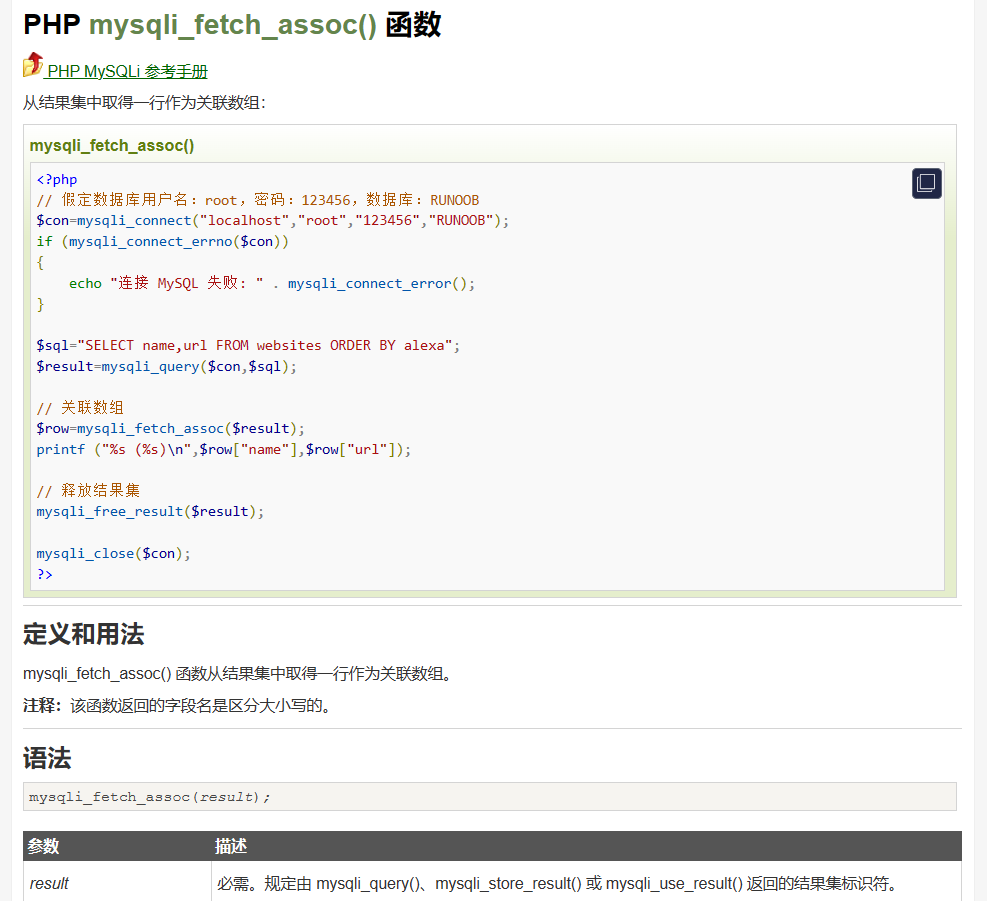 PHP mysqli_fetch_assoc() 函数
PHP MySQLi 参考手册
从结果集中取得一行作为关联数组：
mysqli_fetch_assoc()
<?php
// 假定数据库用户名：root，密码：123456，数据库：RUNOOB
$con=mysqli_connect("localhost","root","123456","RUNOOB");
if (mysqli_connect_errno($con))
{
    echo "连接 MySQL 失败: " . mysqli_connect_error();
}
$sql="SELECT name,url FROM websites ORDER BY alexa";
$result=mysqli_query($con,$sql);
// 关联数组
$row=mysqli_fetch_assoc($result);
printf ("%s (%s)\n",$row["name"],$row["url"]);
// 释放结果集
mysqli_free_result($result);
mysqli_close($con);
?>
定义和用法
mysqli_fetch_assoc() 函数从结果集中取得一行作为关联数组。
注释：该函数返回的字段名是区分大小写的。
语法
mysqli_fetch_assoc(result);
参数 描述
result 必需。规定由 mysqli_query()、mysqli_store_result() 或 mysqli_use_result() 返回的结果集标识符。